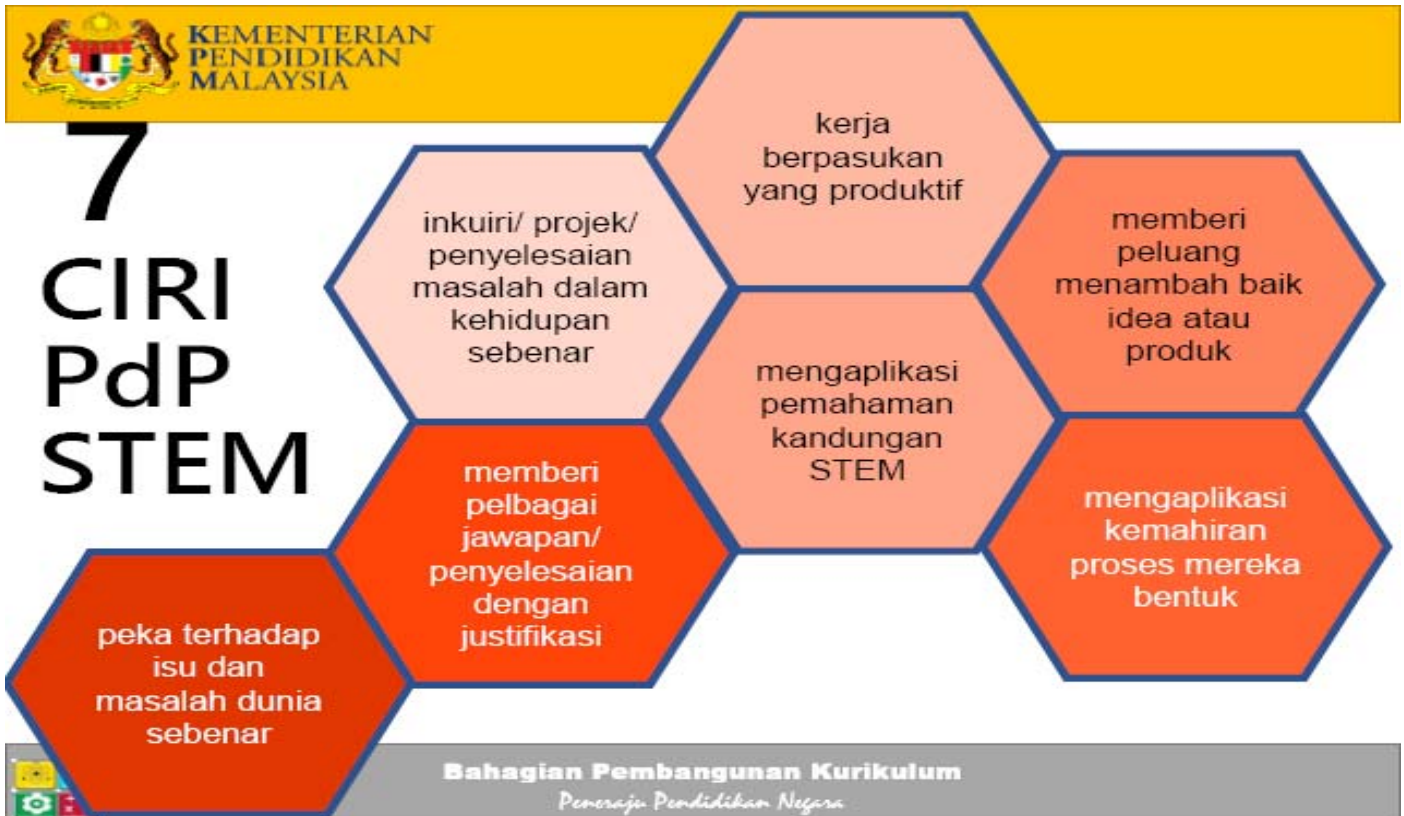 KEMENTERIAN
PENDIDIKAN
MALAYSIA
7
CIRI
PdP
STEM
inkuiri/ projek/
penyelesaian
masalah dalam
kehidupan
sebenar
kerja
berpasukan
yang produktif
memberi
peluang
menambah baik
idea atau
produk
memberi
pelbagai
jawapan/
penyelesaian
dengan
justifikasi
mengaplikasi
pemahaman
kandungan
STEM
mengaplikasi
kemahiran
proses mereka
bentuk
peka terhadap
isu dan
masalah dunia
sebenar
Bahagian Pembangunan Kurikulum
Peneraju Pendidikan Negara